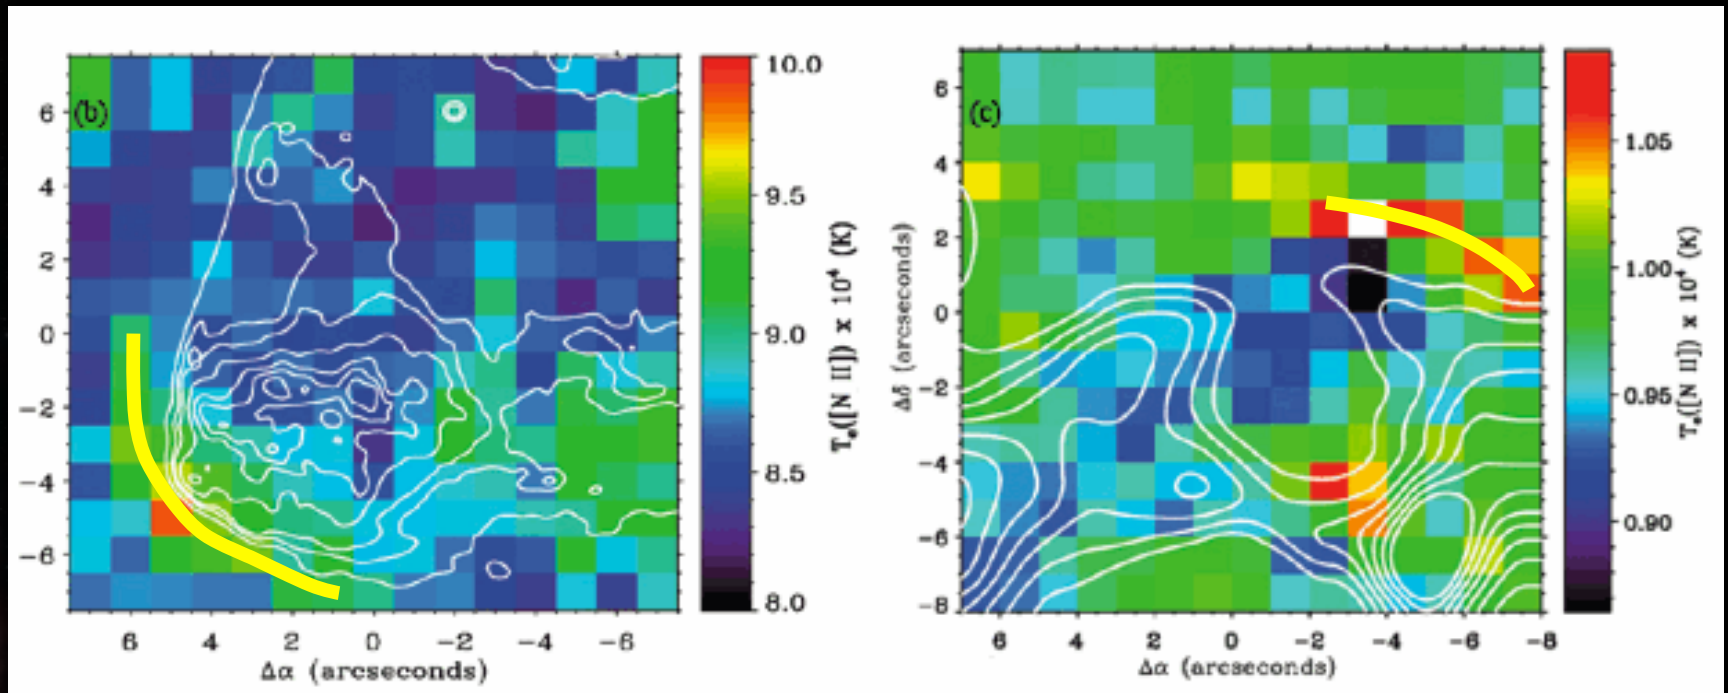 (b)
6
4
2
0
−2
−4
−6
6 4 2 0 −2 −4 −6
Δα (arcseconds)
10.0
9.5
9.0
8.5
8.0
Tₑ([N II]) x 10⁴ (K)
(c)
Δδ (arcseconds)
6
4
2
0
−2
−4
−6
−8
6 4 2 0 −2 −4 −6 −8
Δα (arcseconds)
1.05
1.00
0.95
0.90
Tₑ([N II]) x 10⁴ (K)